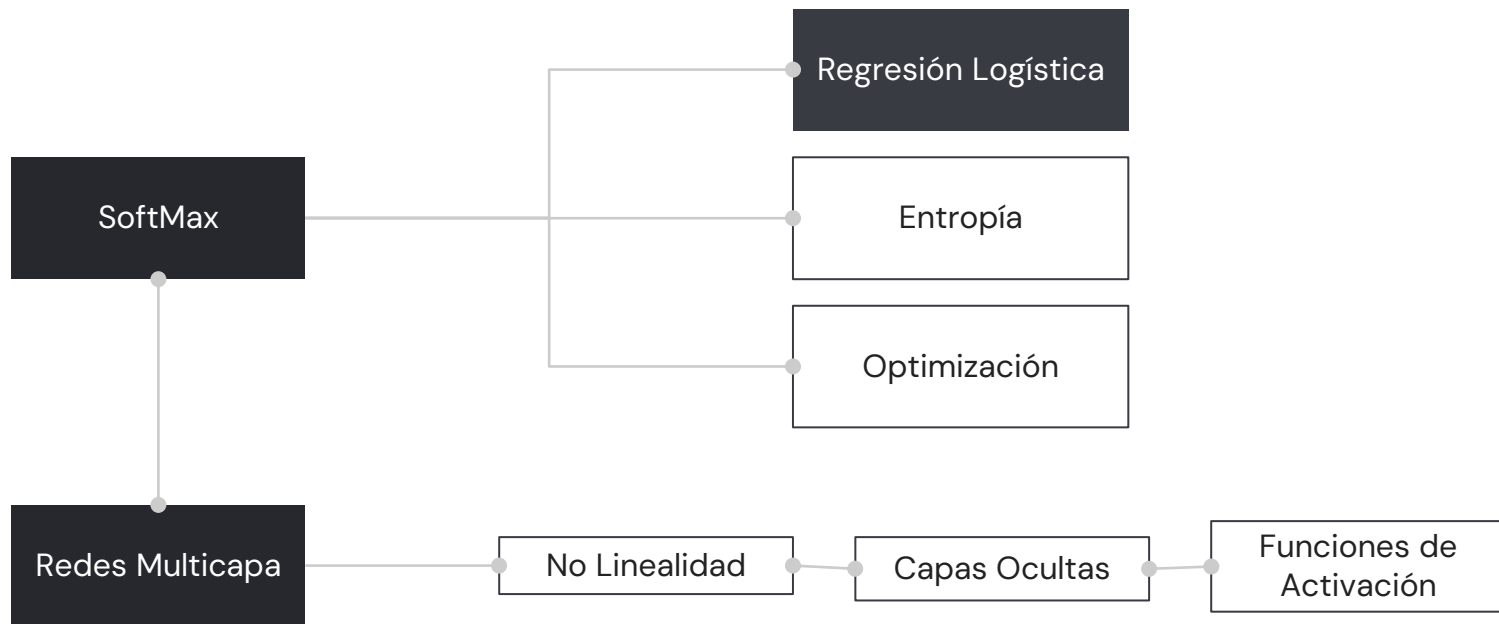 Regresión Logística
SoftMax
Entropía
Optimización
Redes Multicapa
No Linealidad
Capas Ocultas
Funciones de
Activación